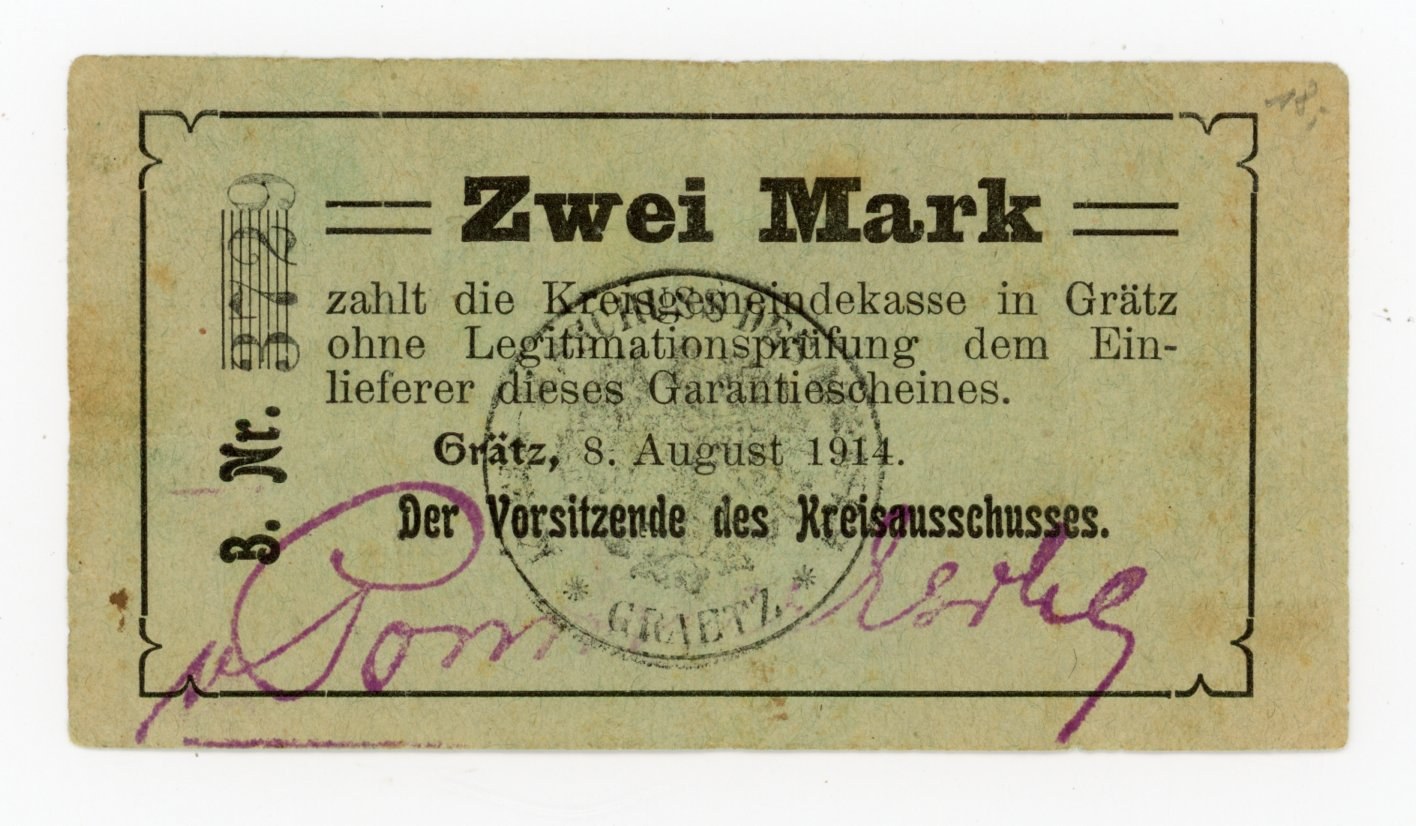 18,-
B. Nr. 3729
Zwei Mark
zahlt die Kreisgemeindekasse in Grätz
ohne Legitimationsprüfung dem Ein-
lieferer dieses Garantiescheines.
Grätz, 8. August 1914.
Der Vorsitzende des Kreisausschusses.
* GRAETZ *